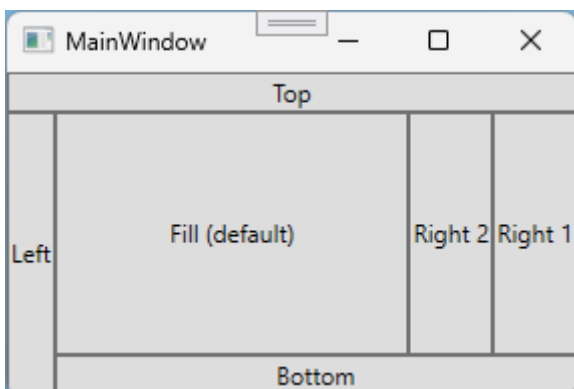 MainWindow
Top
Left
Fill (default)
Right 2
Right 1
Bottom